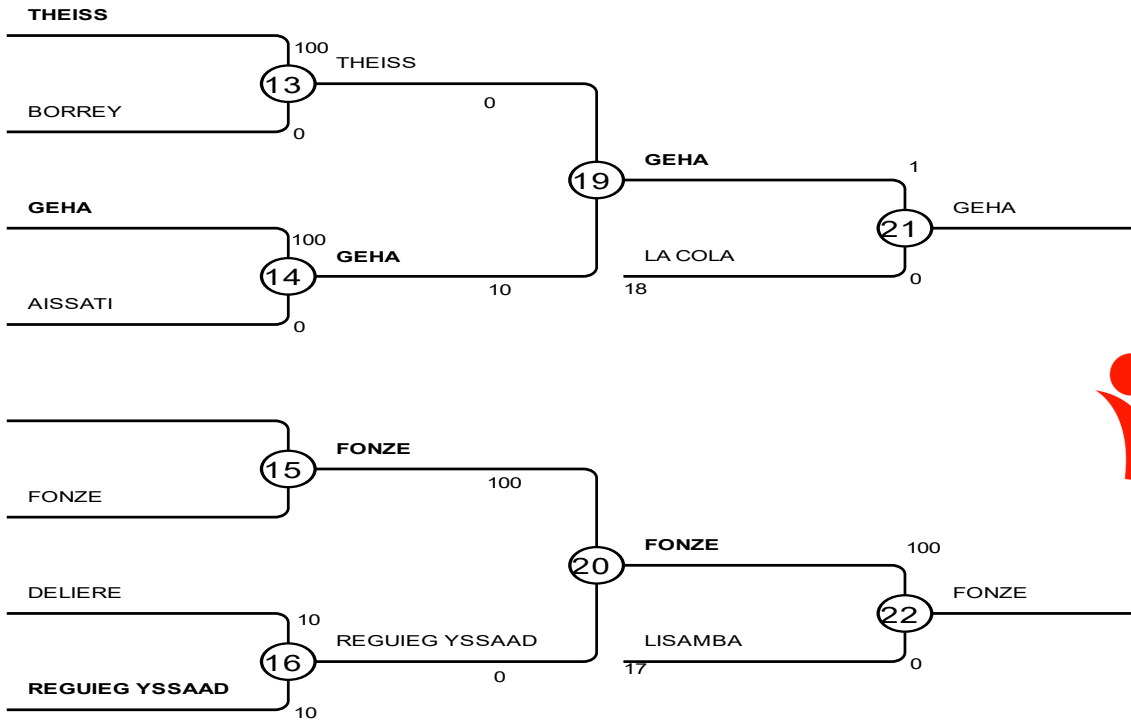 THEISS
100
13
THEISS
0
BORREY
0
19
GEHA
1
GEHA
100
14
GEHA
10
AISSATI
0
LA COLA
18
21
GEHA
0
15
FONZE
100
FONZE
20
FONZE
100
DELIERE
10
16
REGUIEG YSSAAD
0
REGUIEG YSSAAD
10
LISAMBA
17
22
FONZE
0